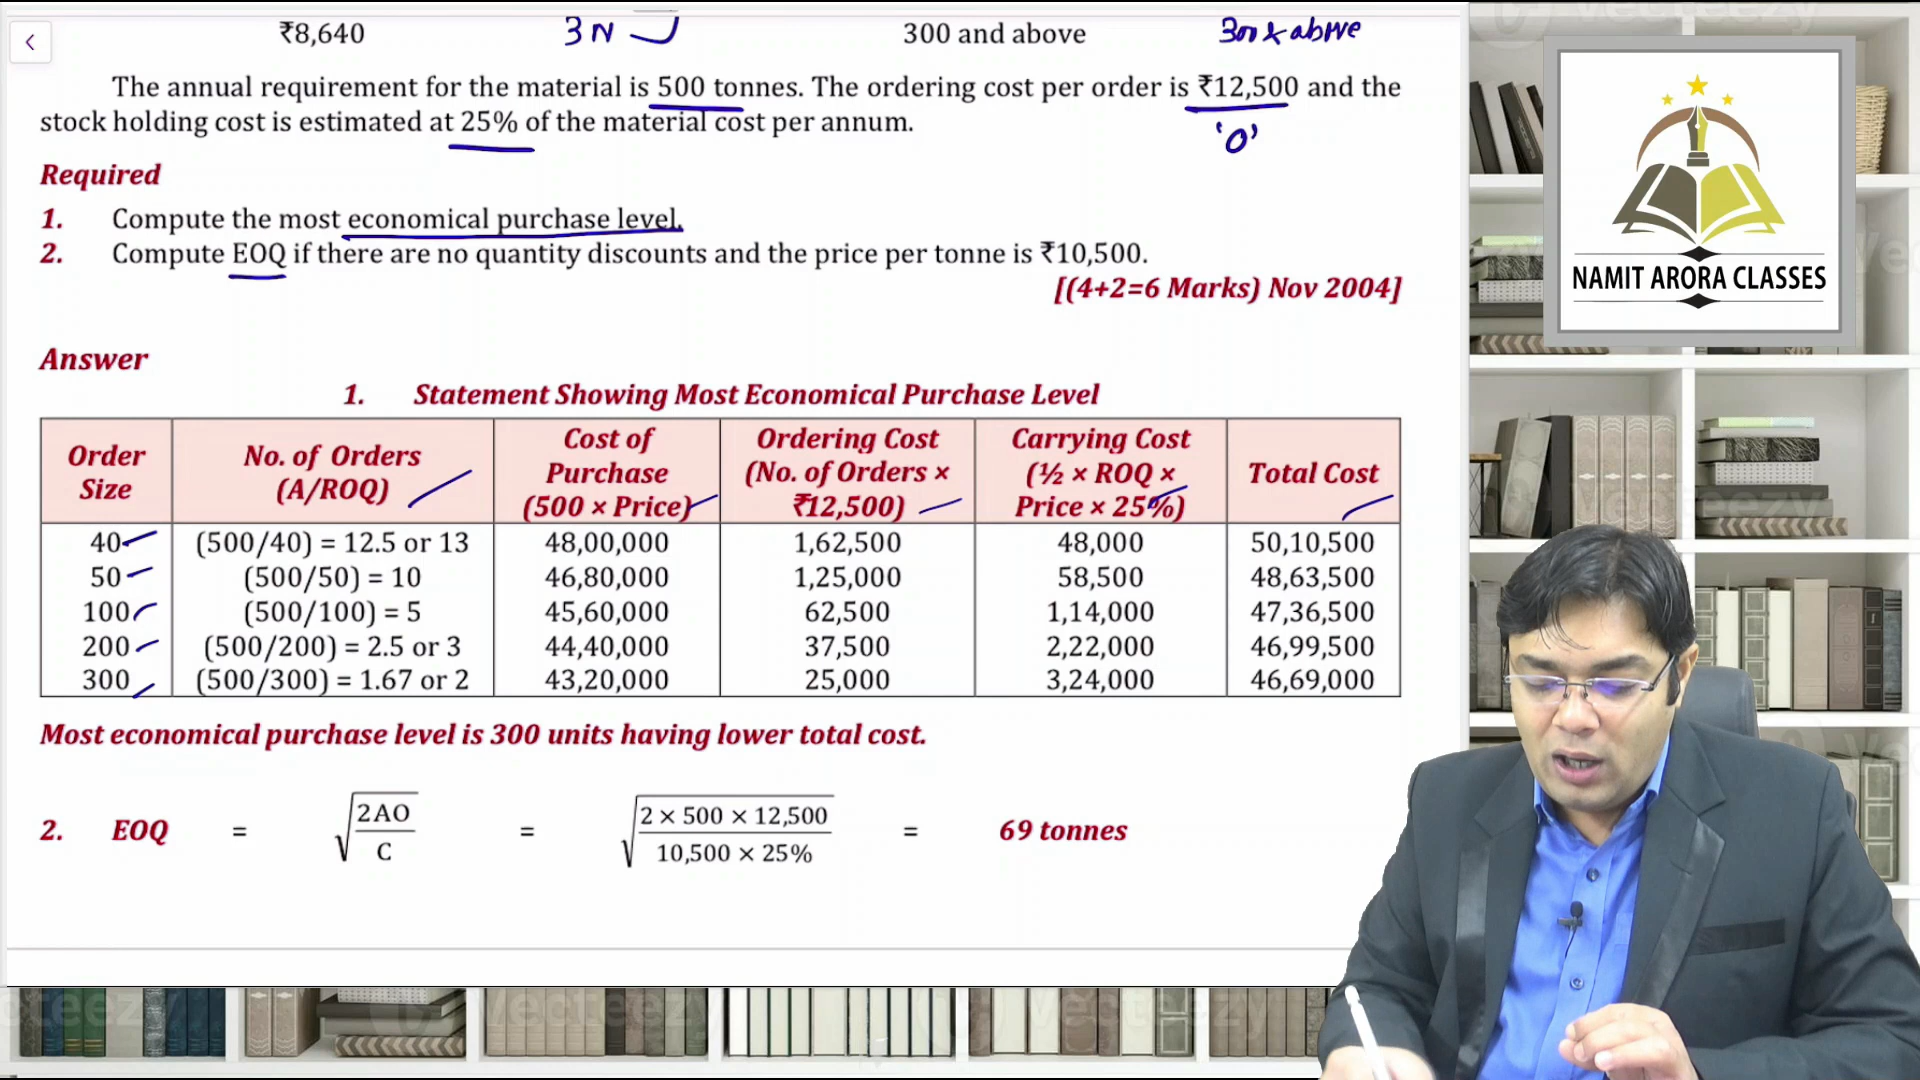 ₹8,640 3 N 300 and above 300 & above
The annual requirement for the material is 500 tonnes. The ordering cost per order is ₹12,500 and the
stock holding cost is estimated at 25% of the material cost per annum.
'O'
Required
1. Compute the most economical purchase level.
2. Compute EOQ if there are no quantity discounts and the price per tonne is ₹10,500.
[(4+2=6 Marks) Nov 2004]
Answer
1. Statement Showing Most Economical Purchase Level
Order Size No. of Orders (A/ROQ) Cost of Purchase (500 × Price) Ordering Cost (No. of Orders × ₹12,500) Carrying Cost (½ × ROQ × Price × 25%) Total Cost
40 (500/40) = 12.5 or 13 48,00,000 1,62,500 48,000 50,10,500
50 (500/50) = 10 46,80,000 1,25,000 58,500 48,63,500
100 (500/100) = 5 45,60,000 62,500 1,14,000 47,36,500
200 (500/200) = 2.5 or 3 44,40,000 37,500 2,22,000 46,99,500
300 (500/300) = 1.67 or 2 43,20,000 25,000 3,24,000 46,69,000
Most economical purchase level is 300 units having lower total cost.
2. EOQ = √(2AO / C) = √(2 × 500 × 12,500 / 10,500 × 25%) = 69 tonnes
NAMIT ARORA CLASSES